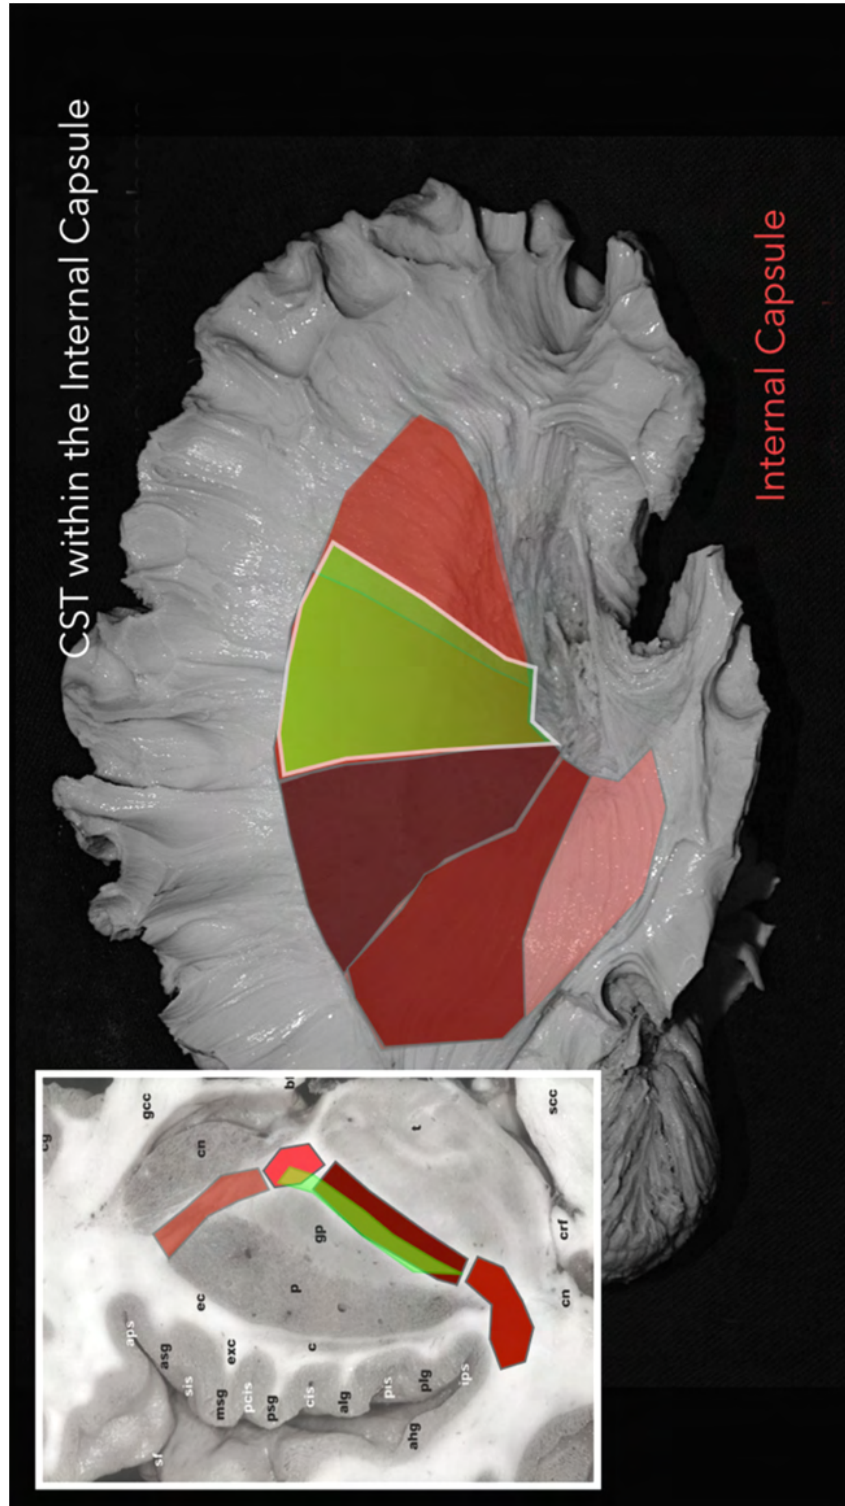 CST within the Internal Capsule
Internal Capsule
cg
gcc
bf
scc
cn
t
gp
crf
ec
p
cn
aps
asg
exc
c
sis
msg
pcis
psg
cis
alg
pis
plg
ips
ahg
sf